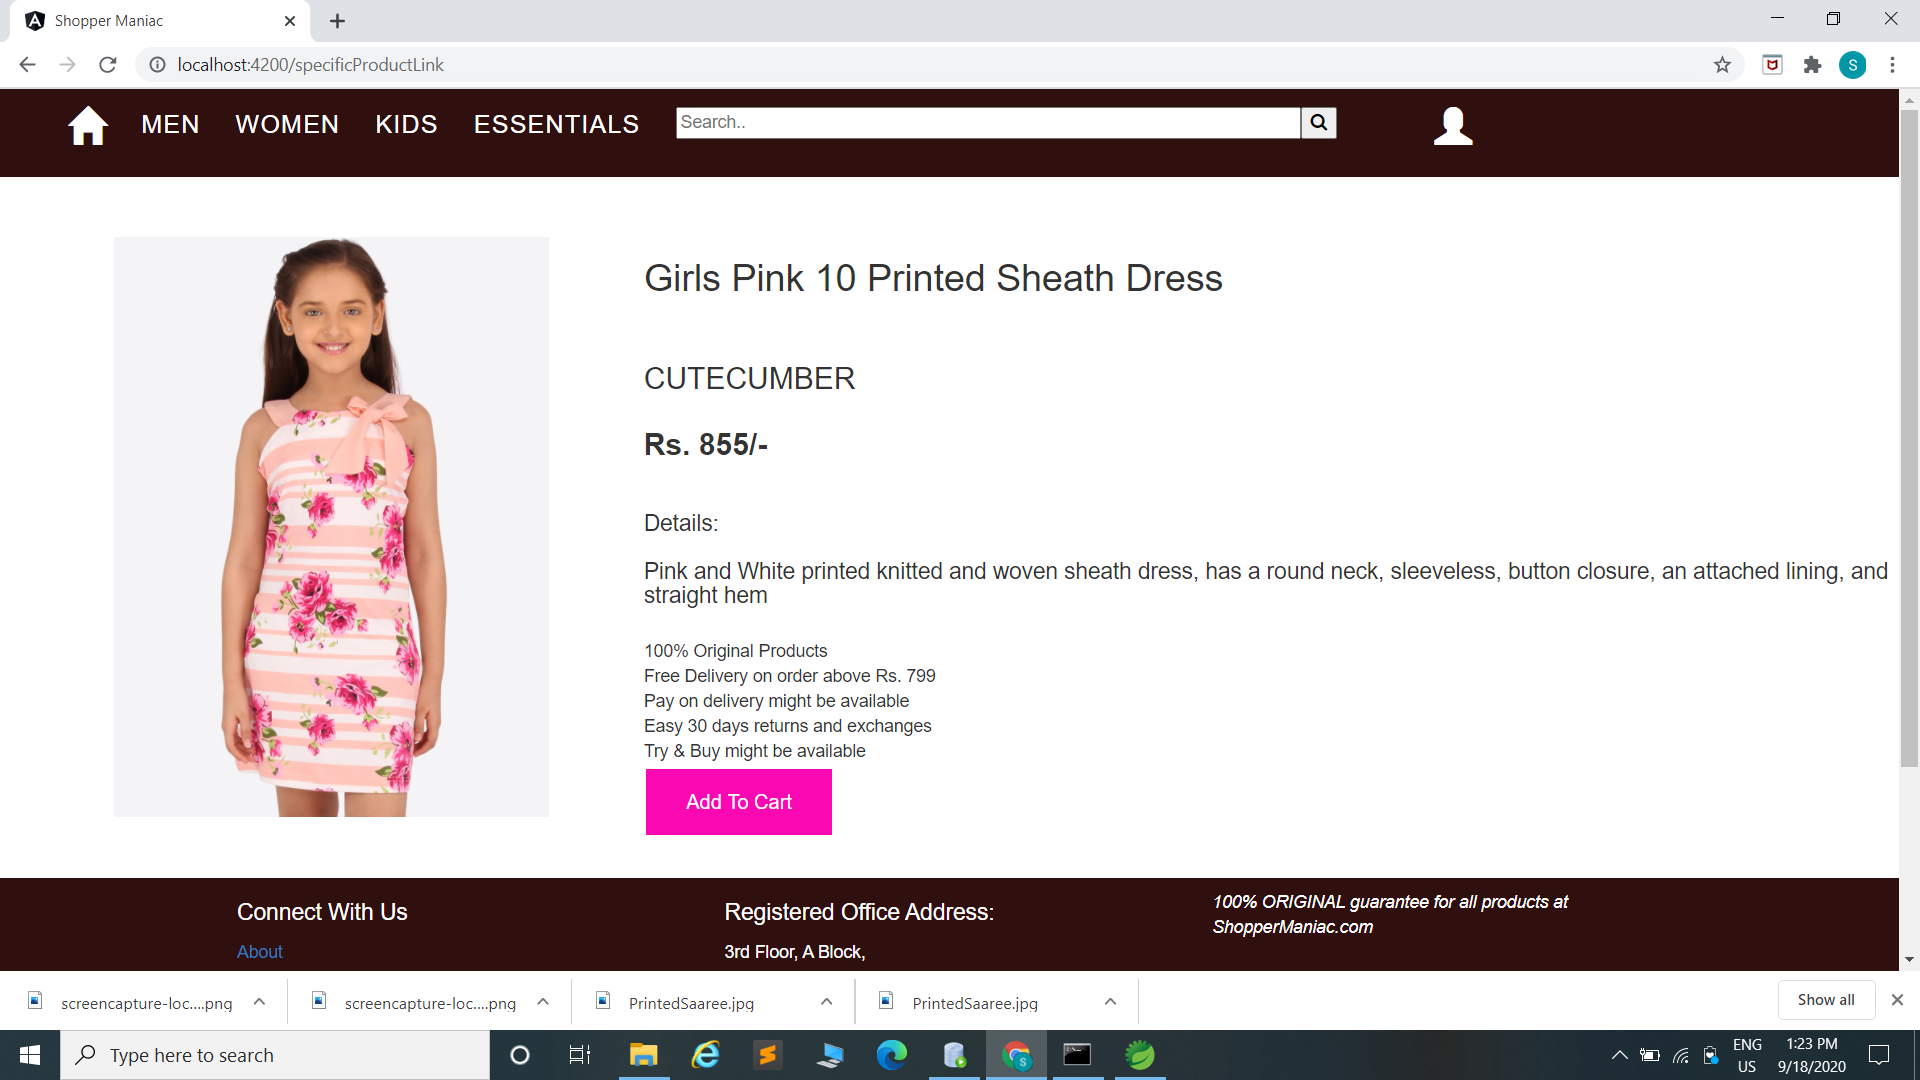 Shopper Maniac
localhost:4200/specificProductLink
S
MEN WOMEN KIDS ESSENTIALS Search..
Girls Pink 10 Printed Sheath Dress
CUTECUMBER
Rs. 855/-
Details:
Pink and White printed knitted and woven sheath dress, has a round neck, sleeveless, button closure, an attached lining, and
straight hem
100% Original Products
Free Delivery on order above Rs. 799
Pay on delivery might be available
Easy 30 days returns and exchanges
Try & Buy might be available
Add To Cart
Connect With Us
About
Registered Office Address:
3rd Floor, A Block,
100% ORIGINAL guarantee for all products at
ShopperManiac.com
screencapture-loc....png
screencapture-loc....png
PrintedSaaree.jpg
PrintedSaaree.jpg
Show all
Type here to search
S
ENG
US
1:23 PM
9/18/2020